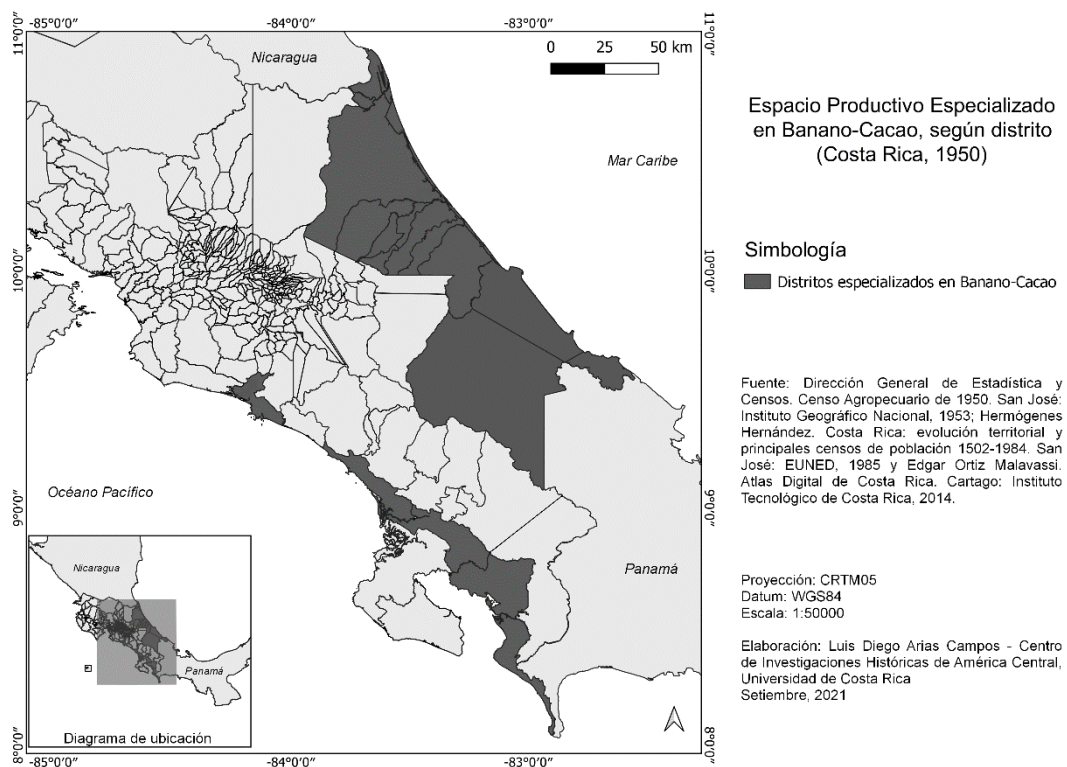 -85°0'0" -84°0'0" -83°0'0"
11°0'0" 11°0'0"
0 25 50 km
Nicaragua
Mar Caribe
10°0'0" 10°0'0"
Océano Pacífico
9°0'0" 9°0'0"
Panamá
Nicaragua
Panamá
Diagrama de ubicación
8°0'0" 8°0'0"
-85°0'0" -84°0'0" -83°0'0"
Espacio Productivo Especializado
en Banano-Cacao, según distrito
(Costa Rica, 1950)
Simbología
Distritos especializados en Banano-Cacao
Fuente: Dirección General de Estadística y
Censos. Censo Agropecuario de 1950. San José:
Instituto Geográfico Nacional, 1953; Hermógenes
Hernández. Costa Rica: evolución territorial y
principales censos de población 1502-1984. San
José: EUNED, 1985 y Edgar Ortiz Malavassi.
Atlas Digital de Costa Rica. Cartago: Instituto
Tecnológico de Costa Rica, 2014.
Proyección: CRTM05
Datum: WGS84
Escala: 1:50000
Elaboración: Luis Diego Arias Campos - Centro
de Investigaciones Históricas de América Central,
Universidad de Costa Rica
Setiembre, 2021